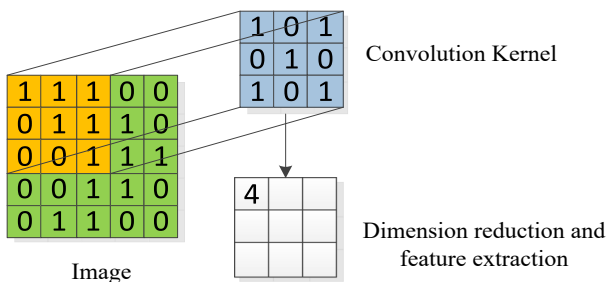 1 0 1
0 1 0
1 0 1
Convolution Kernel
1 1 1 0 0
0 1 1 1 0
0 0 1 1 1
0 0 1 1 0
0 1 1 0 0
Image
4
Dimension reduction and
feature extraction